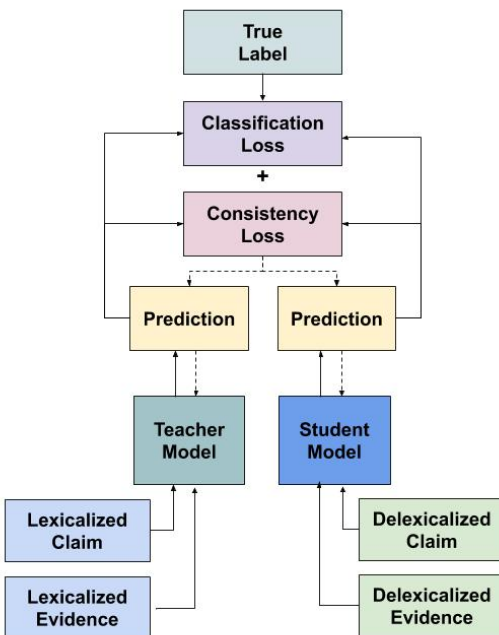 True
Label
Classification
Loss
+
Consistency
Loss
Prediction
Prediction
Teacher
Model
Student
Model
Lexicalized
Claim
Delexicalized
Claim
Lexicalized
Evidence
Delexicalized
Evidence